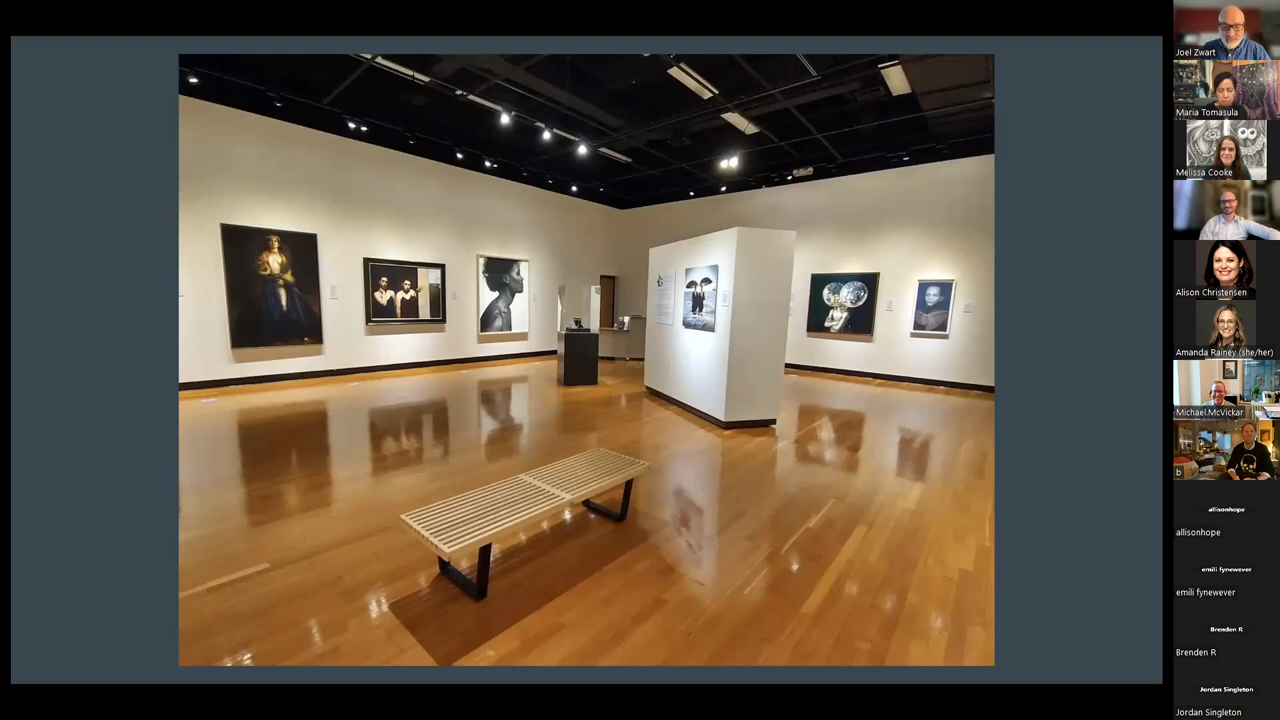 Joel Zwart
Maria Tomasula
Melissa Cooke
Alison Christensen
Amanda Rainey (she/her)
Michael.McVickar
b
allisonhope
allisonhope
emili fynewever
emili fynewever
Brenden R
Brenden R
Jordan Singleton
Jordan Singleton